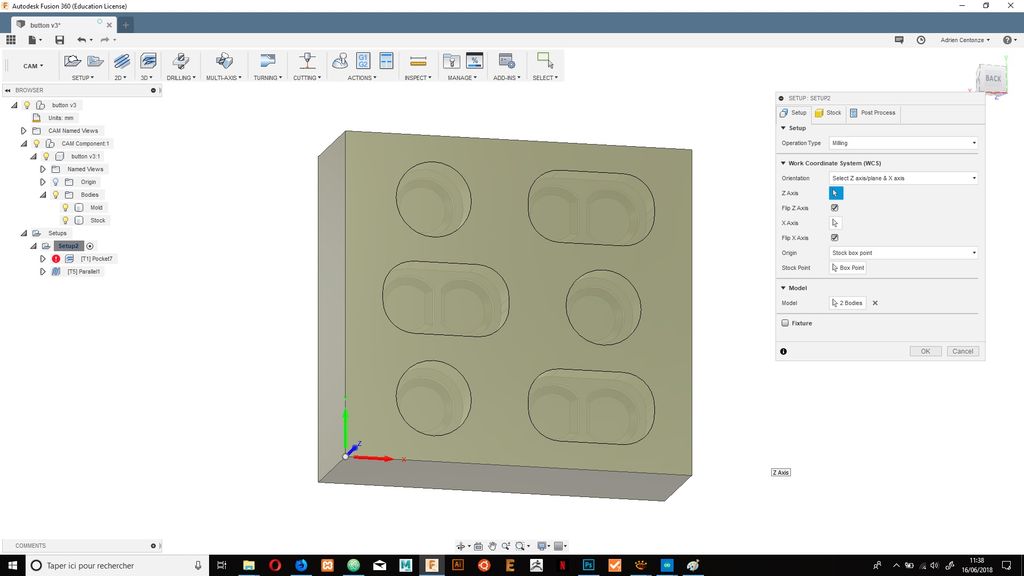 Autodesk Fusion 360 (Education License)
button v3*
Adrien Centonze
CAM
SETUP
2D
3D
DRILLING
MULTI-AXIS
TURNING
CUTTING
G1
G2
ACTIONS
INSPECT
MANAGE
ADD-INS
SELECT
BROWSER
button v3
Units: mm
CAM Named Views
CAM Component:1
button v3:1
Named Views
Origin
Bodies
Mold
Stock
Setups
Setup2
[T1] Pocket7
[T5] Parallel1
BACK
SETUP : SETUP2
Setup Stock Post Process
Setup
Operation Type Milling
Work Coordinate System (WCS)
Orientation Select Z axis/plane & X axis
Z Axis
Flip Z Axis
X Axis
Flip X Axis
Origin Stock box point
Stock Point Box Point
Model
Model 2 Bodies
Fixture
OK Cancel
Z
X
Z Axis
COMMENTS
Taper ici pour rechercher
11:38
16/06/2018